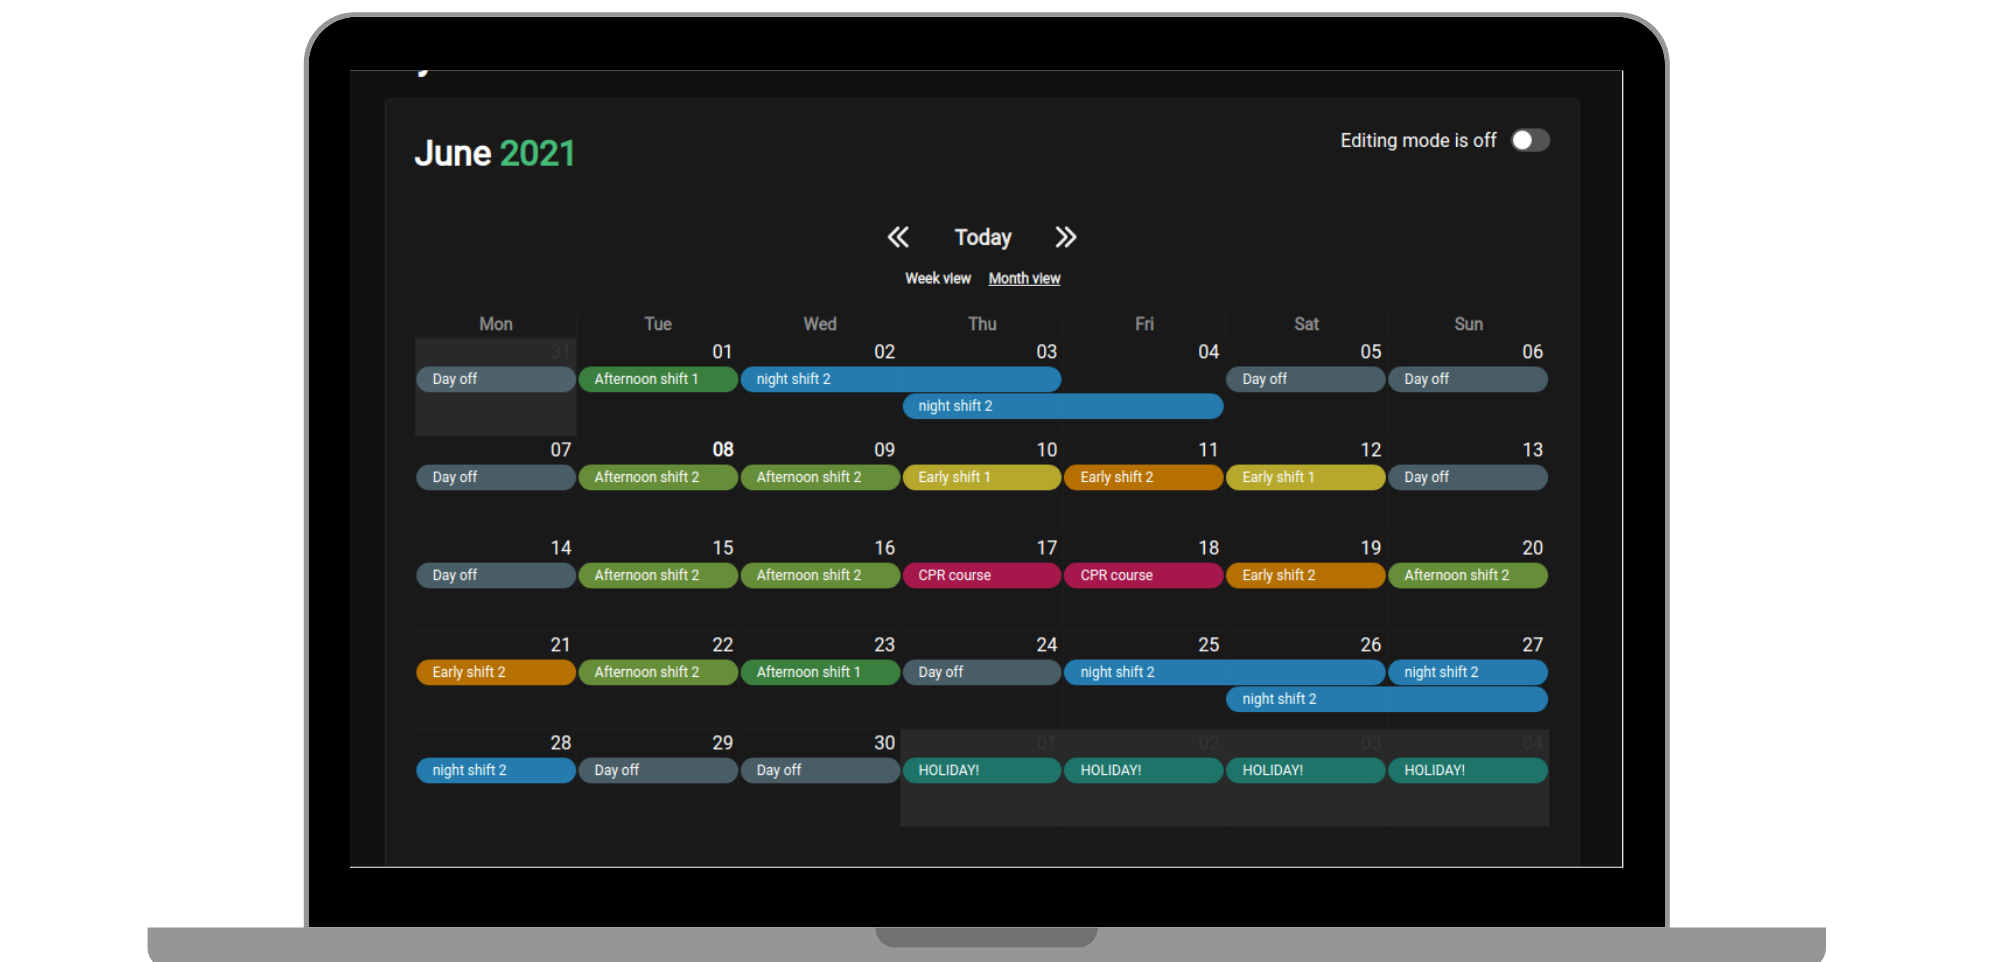 June 2021
Editing mode is off
Today
Week view Month view
Mon Tue Wed Thu Fri Sat Sun
31 01 02 03 04 05 06
Day off Afternoon shift 1 night shift 2 Day off Day off
night shift 2
07 08 09 10 11 12 13
Day off Afternoon shift 2 Afternoon shift 2 Early shift 1 Early shift 2 Early shift 1 Day off
14 15 16 17 18 19 20
Day off Afternoon shift 2 Afternoon shift 2 CPR course CPR course Early shift 2 Afternoon shift 2
21 22 23 24 25 26 27
Early shift 2 Afternoon shift 2 Afternoon shift 1 Day off night shift 2 night shift 2
night shift 2
28 29 30 01 02 03 04
night shift 2 Day off Day off HOLIDAY! HOLIDAY! HOLIDAY! HOLIDAY!